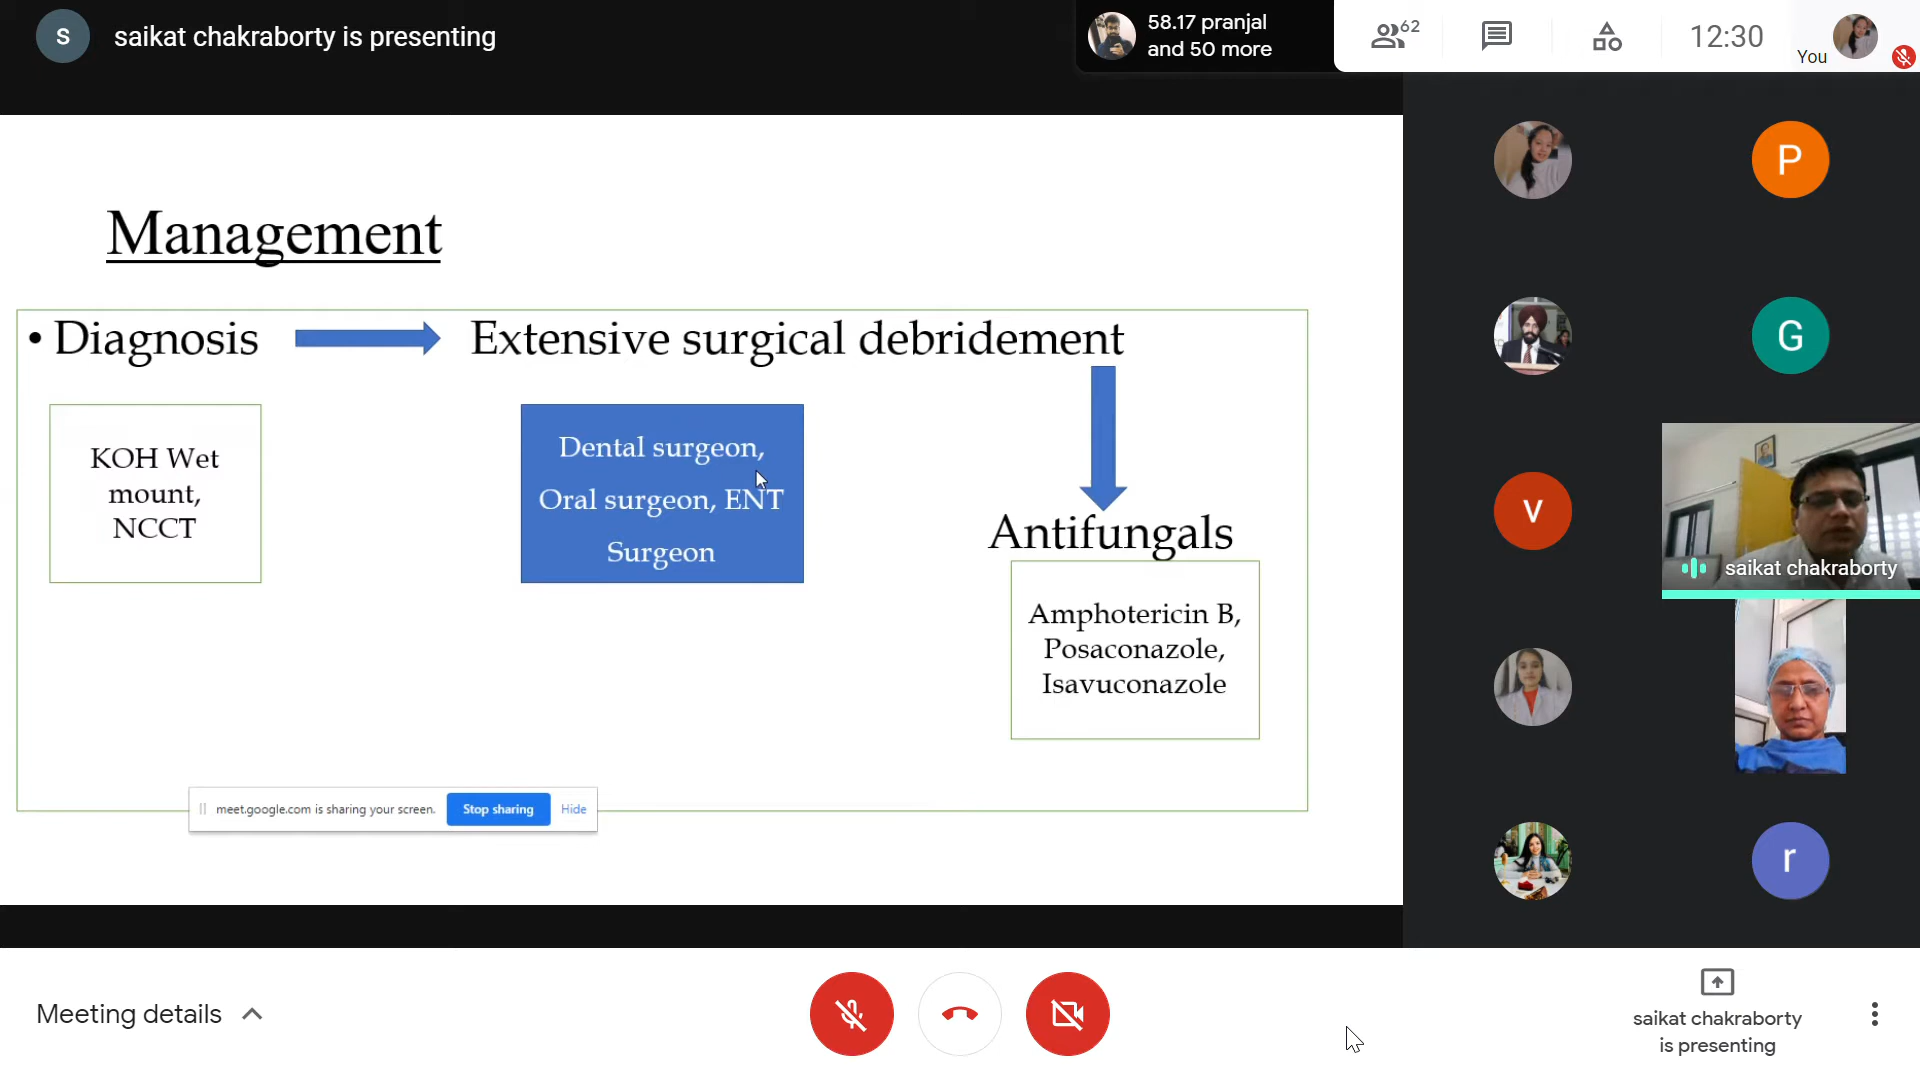 S
saikat chakraborty is presenting
58.17 pranjal
and 50 more
62
12:30
You
Management
• Diagnosis
Extensive surgical debridement
KOH Wet
mount,
NCCT
Dental surgeon,
Oral surgeon, ENT
Surgeon
Antifungals
Amphotericin B,
Posaconazole,
Isavuconazole
meet.google.com is sharing your screen.
Stop sharing
Hide
P
G
V
saikat chakraborty
r
Meeting details
saikat chakraborty
is presenting